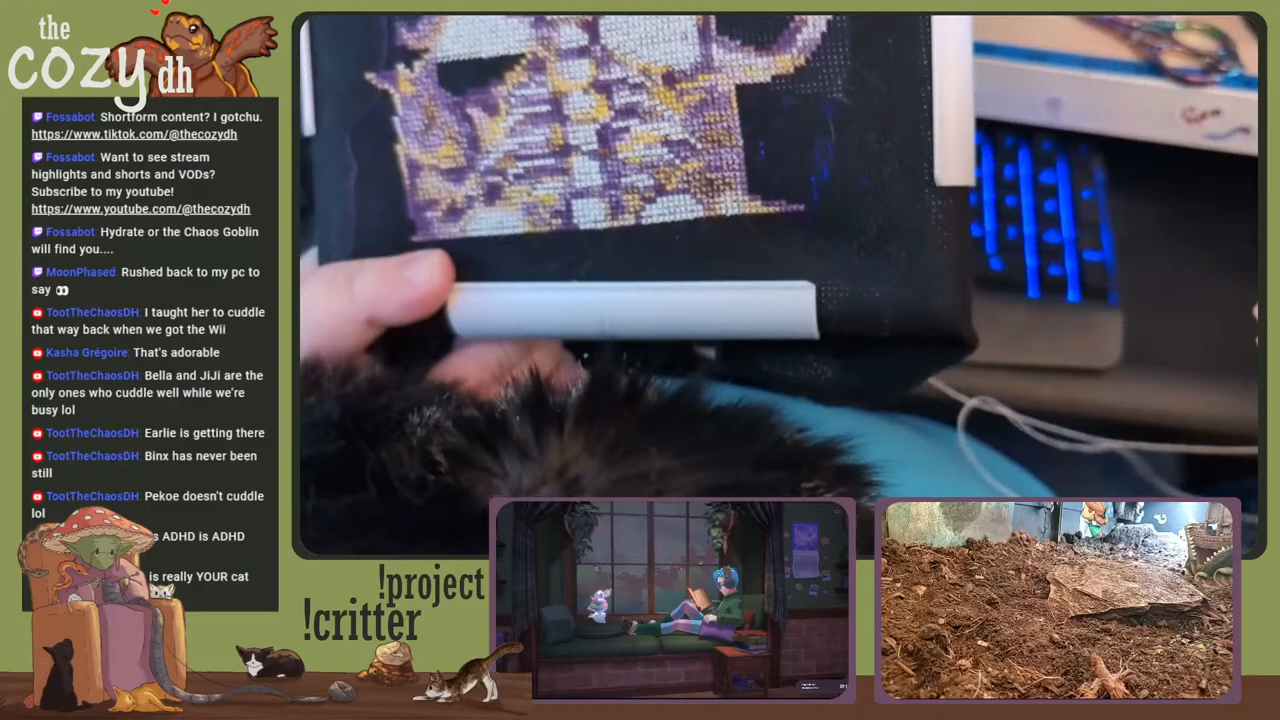 the
cozy dh
Fossabot: Shortform content? I gotchu.
https://www.tiktok.com/@thecozydh
Fossabot: Want to see stream
highlights and shorts and VODs?
Subscribe to my youtube!
https://www.youtube.com/@thecozydh
Fossabot: Hydrate or the Chaos Goblin
will find you....
MoonPhased: Rushed back to my pc to
say 👀
TootTheChaosDH: I taught her to cuddle
that way back when we got the Wii
Kasha Grégoire: That's adorable
TootTheChaosDH: Bella and JiJi are the
only ones who cuddle well while we're
busy lol
TootTheChaosDH: Earlie is getting there
TootTheChaosDH: Binx has never been
still
TootTheChaosDH: Pekoe doesn't cuddle
lol
ADHD is ADHD
is really YOUR cat
!project
!critter